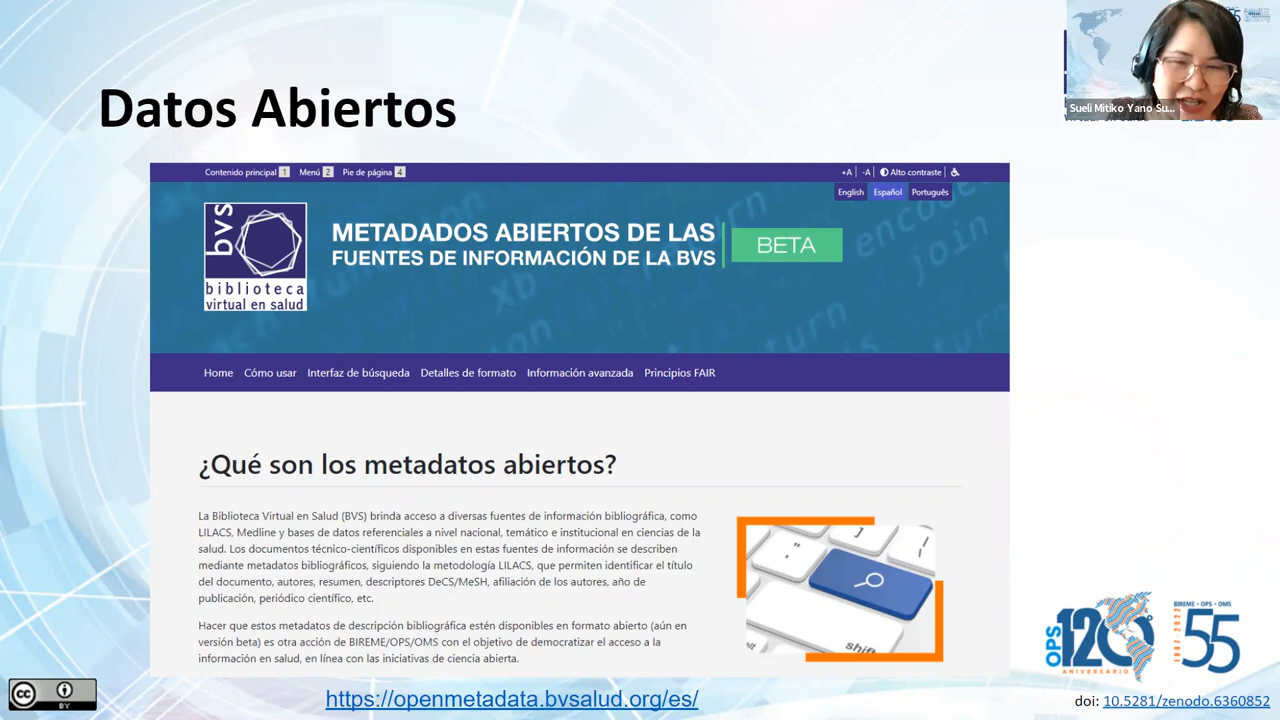 Datos Abiertos
Sueli Mitiko Yano Su...
Contenido principal 1 Menú 2 Pie de página 4
+A -A Alto contraste
English Español Português
bvs
biblioteca
virtual en salud
METADADOS ABIERTOS DE LAS
FUENTES DE INFORMACIÓN DE LA BVS
BETA
Home Cómo usar Interfaz de búsqueda Detalles de formato Información avanzada Principios FAIR
¿Qué son los metadatos abiertos?
La Biblioteca Virtual en Salud (BVS) brinda acceso a diversas fuentes de información bibliográfica, como
LILACS, Medline y bases de datos referenciales a nivel nacional, temático e institucional en ciencias de la
salud. Los documentos técnico-científicos disponibles en estas fuentes de información se describen
mediante metadatos bibliográficos, siguiendo la metodología LILACS, que permiten identificar el título
del documento, autores, resumen, descriptores DeCS/MeSH, afiliación de los autores, año de
publicación, periódico científico, etc.
Hacer que estos metadatos de descripción bibliográfica estén disponibles en formato abierto (aún en
versión beta) es otra acción de BIREME/OPS/OMS con el objetivo de democratizar el acceso a la
información en salud, en línea con las iniciativas de ciencia abierta.
shift
OPS 120º
ANIVERSARIO
BIREME • OPS • OMS
1967-2022
55
cc BY
https://openmetadata.bvsalud.org/es/
doi: 10.5281/zenodo.6360852